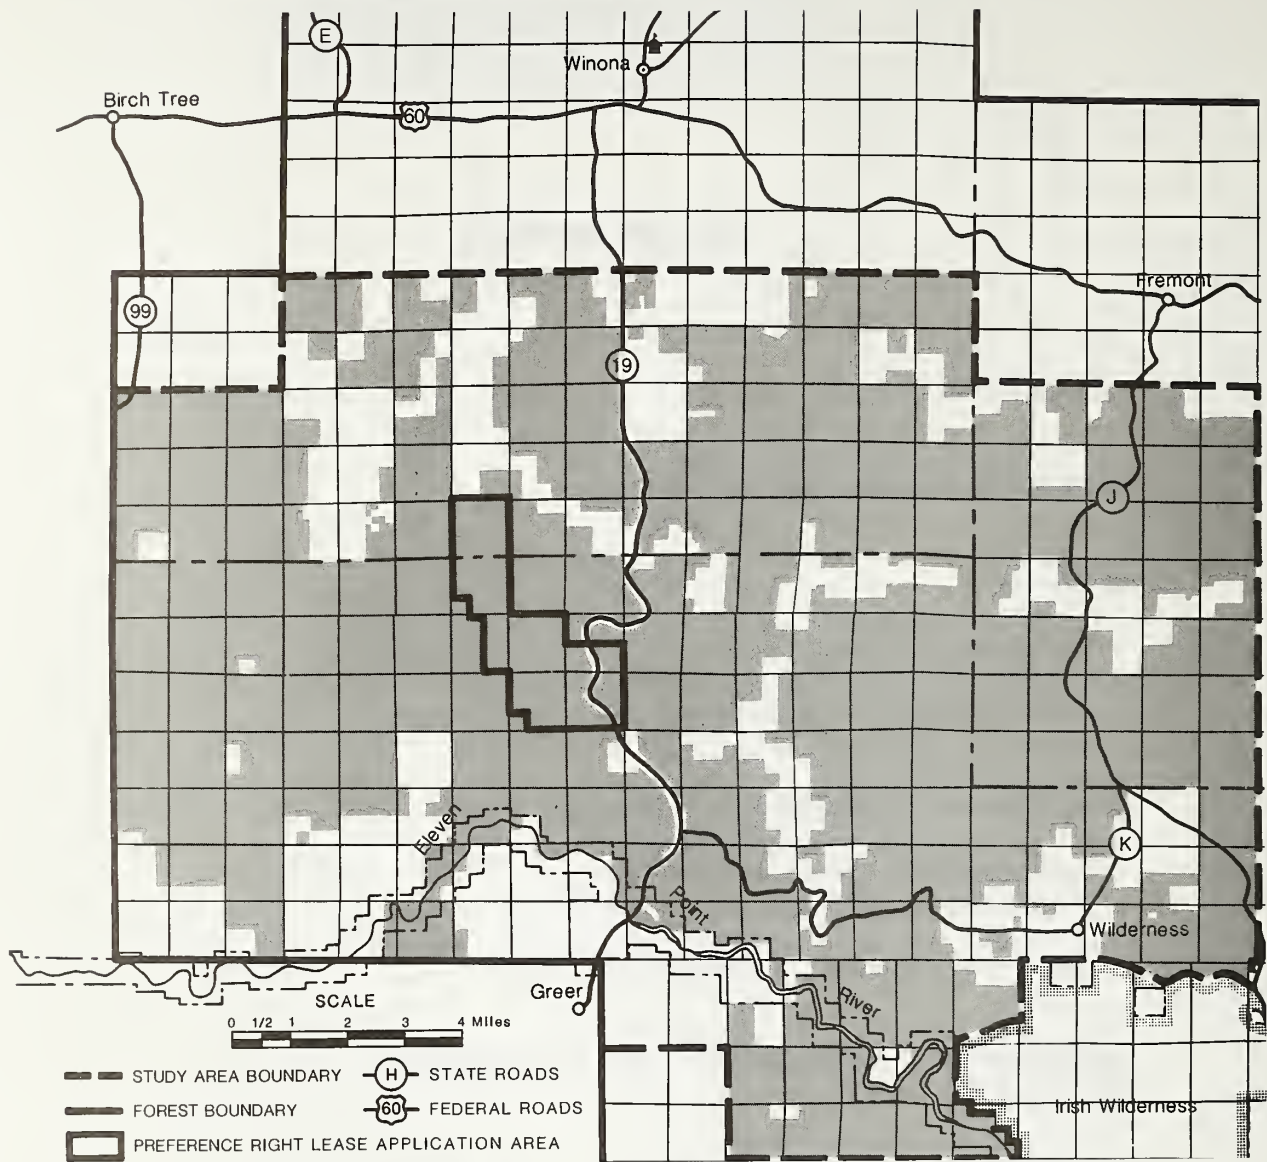 E
Winona
Birch Tree
60
Fremont
99
19
J
Eleven
K
Point
Wilderness
Greer
River
SCALE
0 1/2 1 2 3 4 Miles
STUDY AREA BOUNDARY
H STATE ROADS
FOREST BOUNDARY
60 FEDERAL ROADS
Irish Wilderness
PREFERENCE RIGHT LEASE APPLICATION AREA